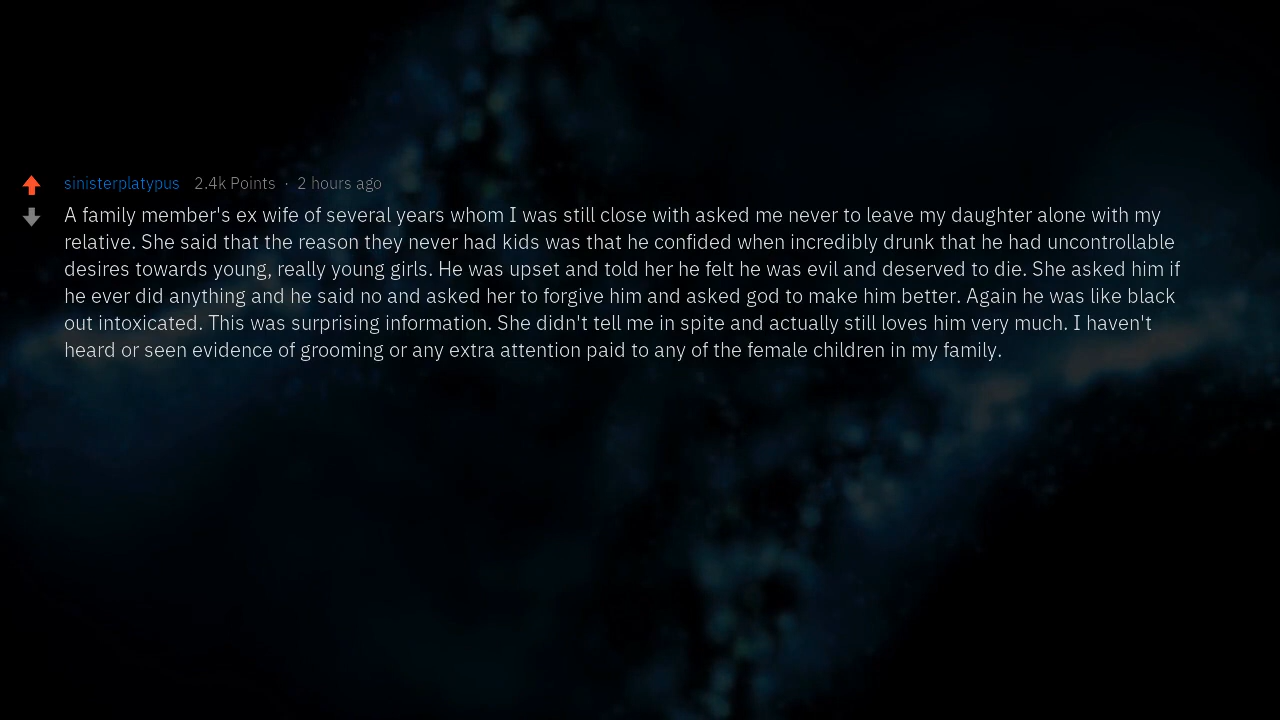 sinisterplatypus 2.4k Points · 2 hours ago
A family member's ex wife of several years whom I was still close with asked me never to leave my daughter alone with my
relative. She said that the reason they never had kids was that he confided when incredibly drunk that he had uncontrollable
desires towards young, really young girls. He was upset and told her he felt he was evil and deserved to die. She asked him if
he ever did anything and he said no and asked her to forgive him and asked god to make him better. Again he was like black
out intoxicated. This was surprising information. She didn't tell me in spite and actually still loves him very much. I haven't
heard or seen evidence of grooming or any extra attention paid to any of the female children in my family.